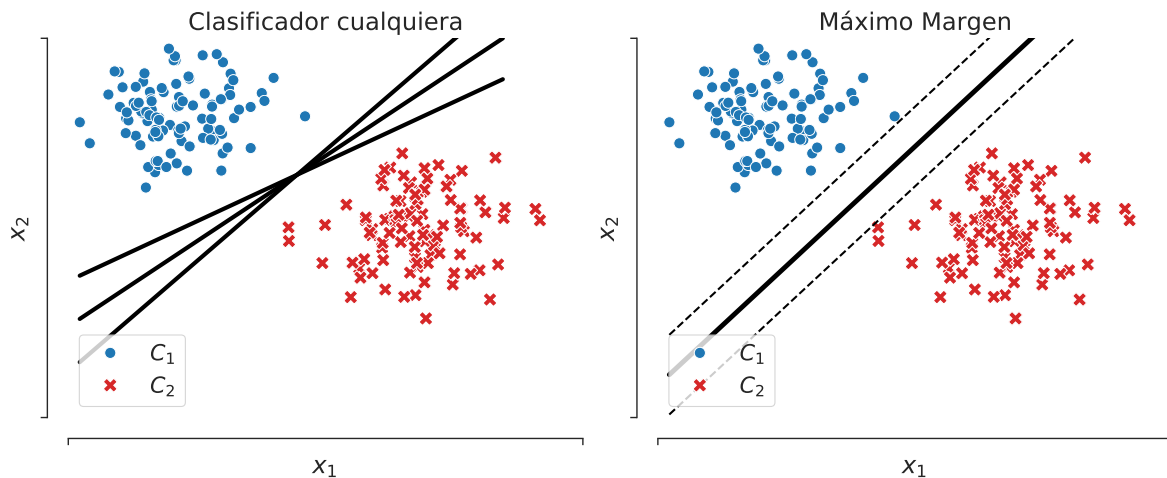 Clasificador cualquiera
x₂
C₁
C₂
x₁
Máximo Margen
x₂
C₁
C₂
x₁